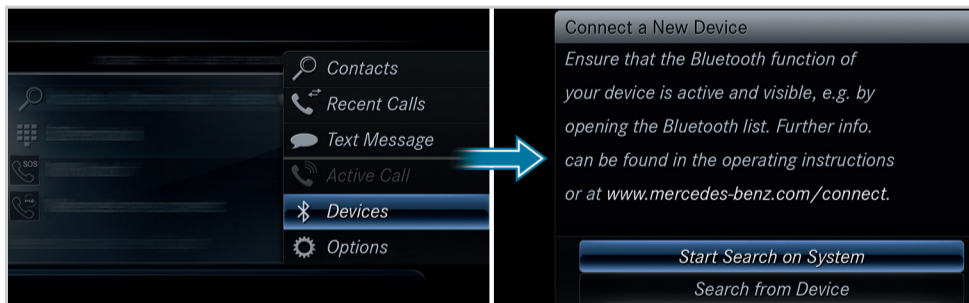 SOS
Contacts
Recent Calls
Text Message
Active Call
Devices
Options
Connect a New Device
Ensure that the Bluetooth function of
your device is active and visible, e.g. by
opening the Bluetooth list. Further info.
can be found in the operating instructions
or at www.mercedes-benz.com/connect.
Start Search on System
Search from Device